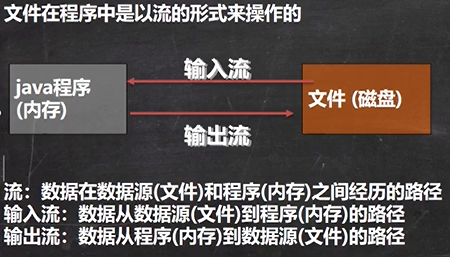 文件在程序中是以流的形式来操作的
输入流
java程序
(内存)
文件 (磁盘)
输出流
流：数据在数据源(文件)和程序(内存)之间经历的路径
输入流：数据从数据源(文件)到程序(内存)的路径
输出流：数据从程序(内存)到数据源(文件)的路径